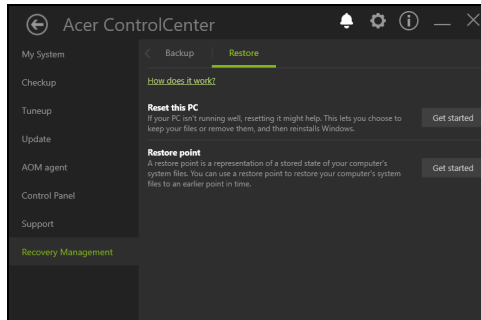 Acer ControlCenter
My System
Checkup
Tuneup
Update
AOM agent
Control Panel
Support
Recovery Management
Backup
Restore
How does it work?
Reset this PC
If your PC isn't running well, resetting it might help. This lets you choose to
keep your files or remove them, and then reinstalls Windows.
Get started
Restore point
A restore point is a representation of a stored state of your computer's
system files. You can use a restore point to restore your computer's system
files to an earlier point in time.
Get started